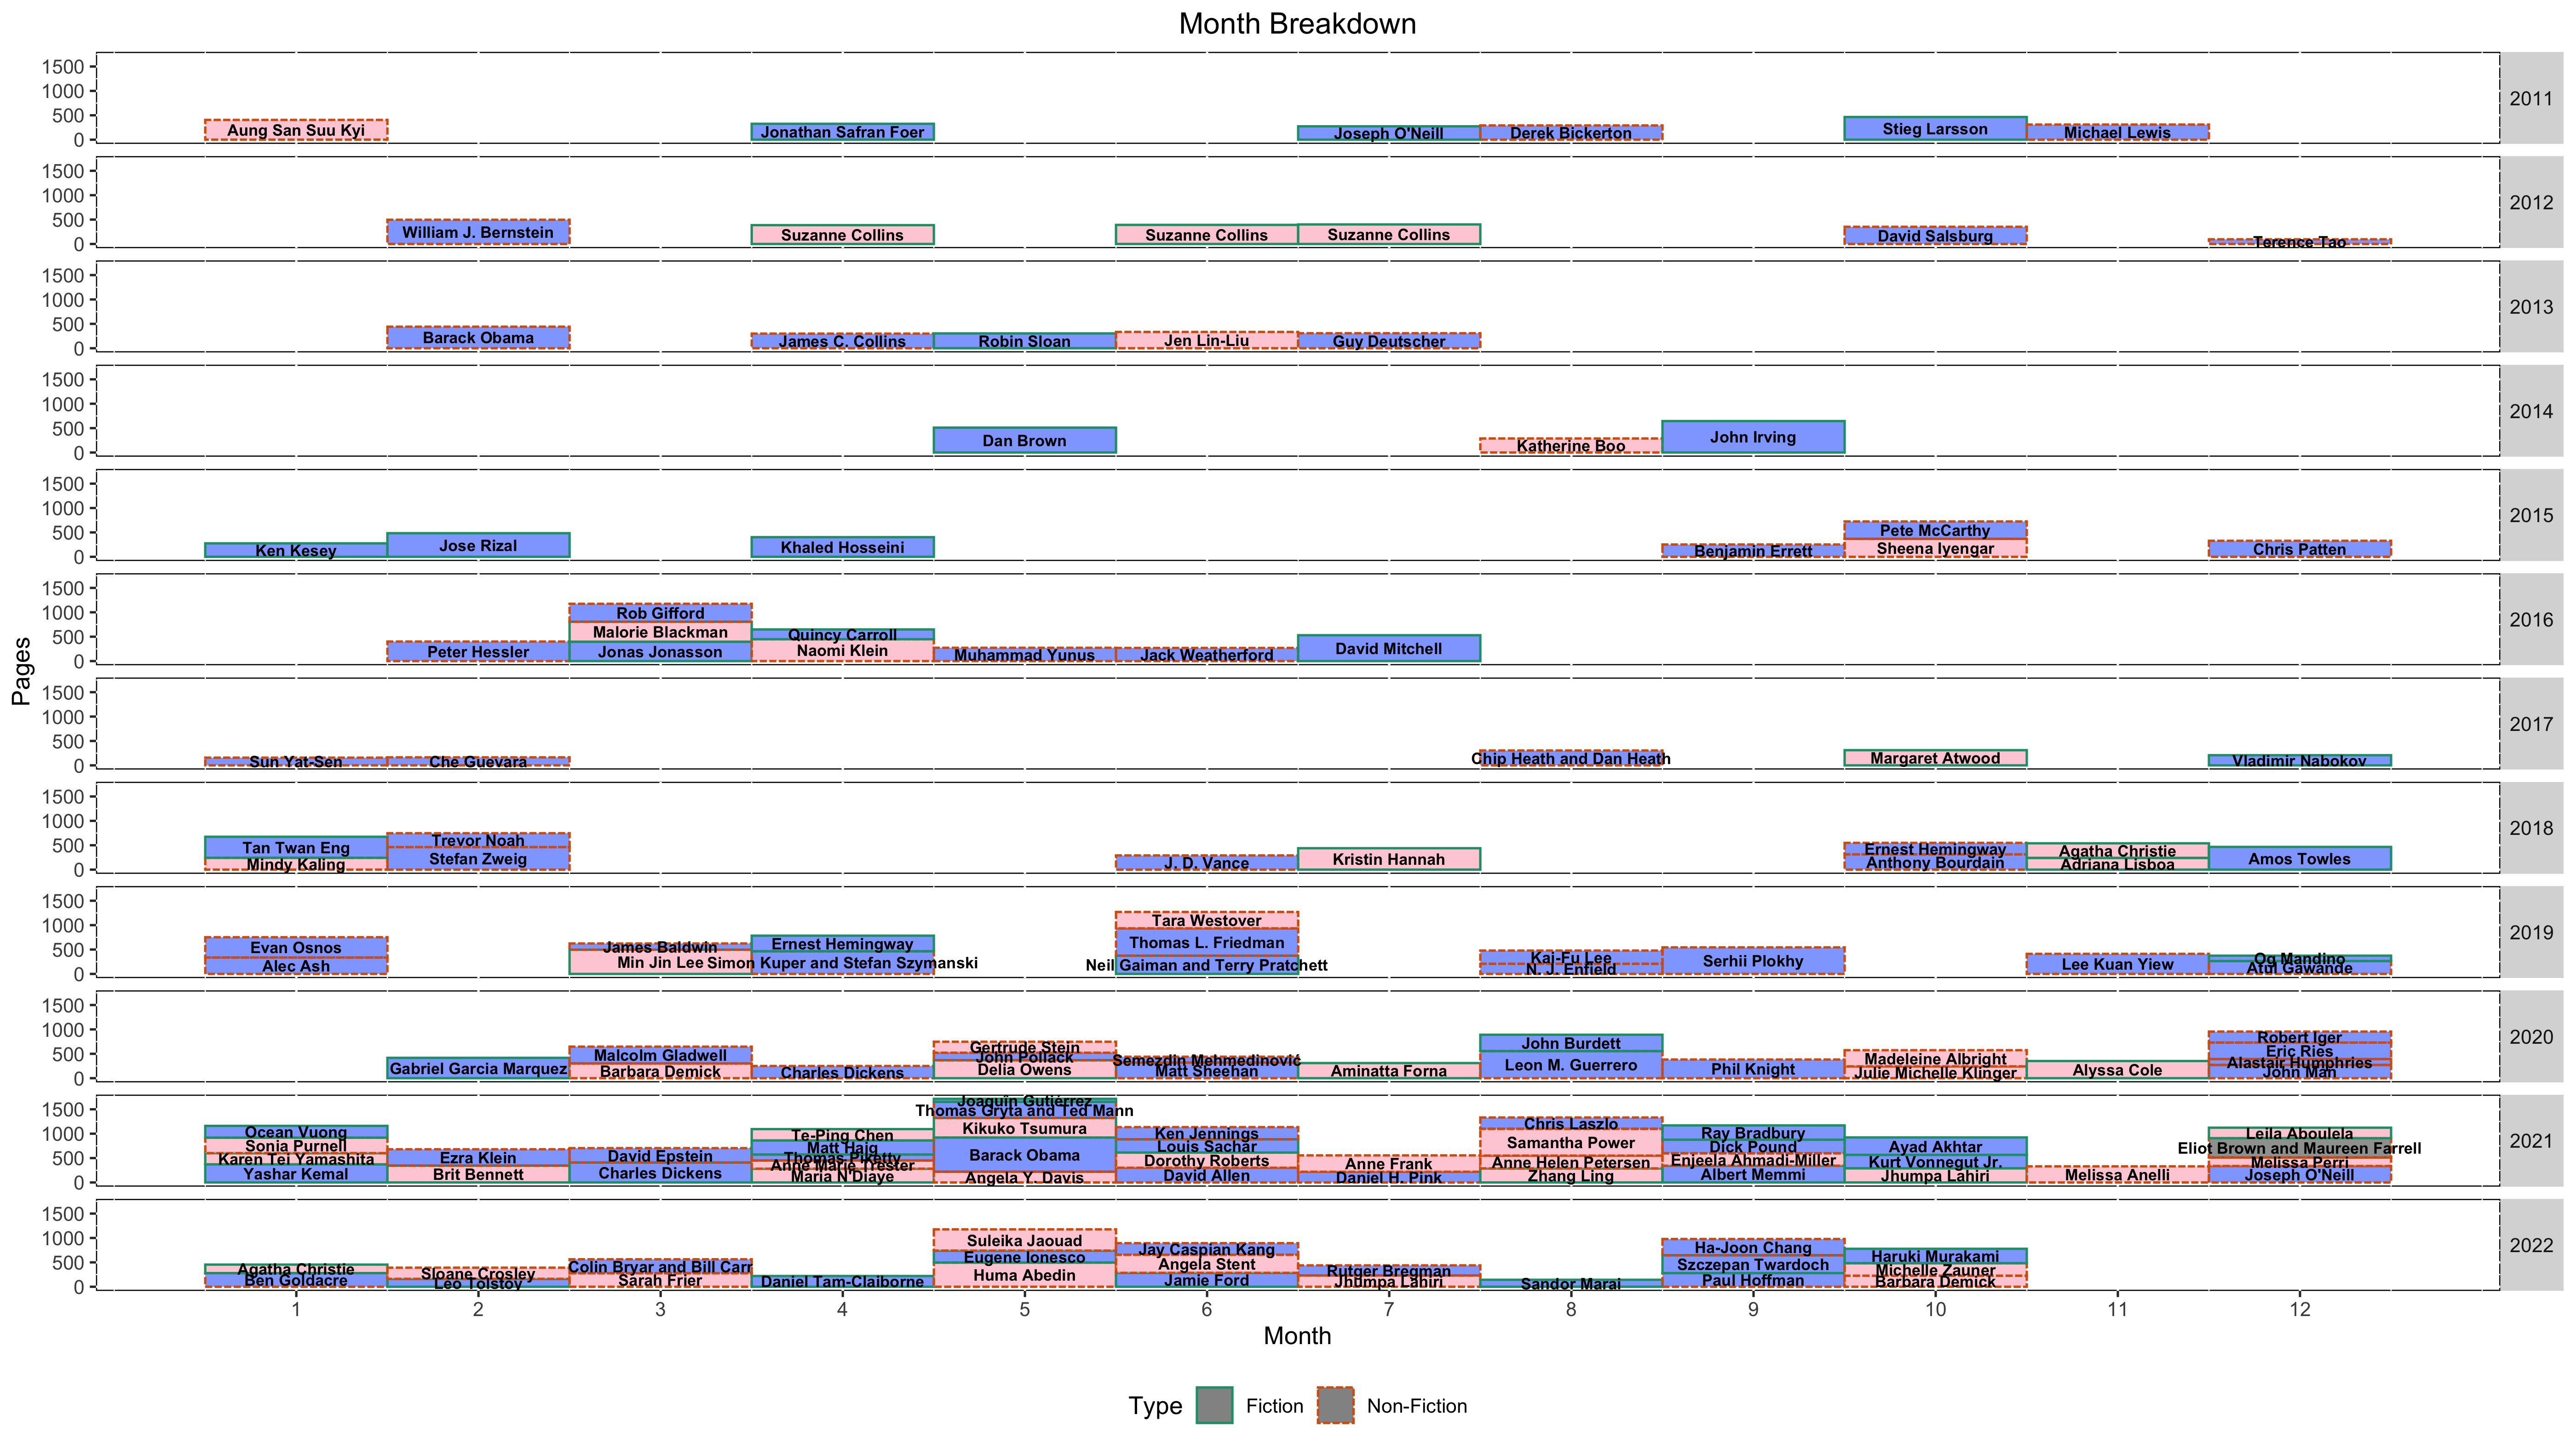 Month Breakdown
Pages
1500
1000
500
0
Aung San Suu Kyi
Jonathan Safran Foer
Joseph O'Neill
Derek Bickerton
Stieg Larsson
Michael Lewis
2011
1500
1000
500
0
William J. Bernstein
Suzanne Collins
Suzanne Collins
Suzanne Collins
David Salsburg
Terence Tao
2012
1500
1000
500
0
Barack Obama
James C. Collins
Robin Sloan
Jen Lin-Liu
Guy Deutscher
2013
1500
1000
500
0
Dan Brown
Katherine Boo
John Irving
2014
1500
1000
500
0
Ken Kesey
Jose Rizal
Khaled Hosseini
Benjamin Errett
Pete McCarthy
Sheena Iyengar
Chris Patten
2015
1500
1000
500
0
Peter Hessler
Rob Gifford
Malorie Blackman
Jonas Jonasson
Quincy Carroll
Naomi Klein
Muhammad Yunus
Jack Weatherford
David Mitchell
2016
1500
1000
500
0
Sun Yat-Sen
Che Guevara
Chip Heath and Dan Heath
Margaret Atwood
Vladimir Nabokov
2017
1500
1000
500
0
Tan Twan Eng
Mindy Kaling
Trevor Noah
Stefan Zweig
J. D. Vance
Kristin Hannah
Ernest Hemingway
Anthony Bourdain
Agatha Christie
Adriana Lisboa
Amos Towles
2018
1500
1000
500
0
Evan Osnos
Alec Ash
James Baldwin
Min Jin Lee
Ernest Hemingway
Simon Kuper and Stefan Szymanski
Tara Westover
Thomas L. Friedman
Neil Gaiman and Terry Pratchett
Kai-Fu Lee
N. J. Enfield
Serhii Plokhy
Lee Kuan Yiew
Og Mandino
Atul Gawande
2019
1500
1000
500
0
Gabriel Garcia Marquez
Malcolm Gladwell
Barbara Demick
Charles Dickens
Gertrude Stein
John Pollack
Delia Owens
Semezdin Mehmedinović
Matt Sheehan
Aminatta Forna
John Burdett
Leon M. Guerrero
Phil Knight
Madeleine Albright
Julie Michelle Klinger
Alyssa Cole
Robert Iger
Eric Ries
Alastair Humphries
John Man
2020
1500
1000
500
0
Ocean Vuong
Sonia Purnell
Karen Tei Yamashita
Yashar Kemal
Ezra Klein
Brit Bennett
David Epstein
Charles Dickens
Te-Ping Chen
Matt Haig
Thomas Piketty
Anne Marie Trester
Maria N'Diaye
Joaquín Gutiérrez
Thomas Gryta and Ted Mann
Kikuko Tsumura
Barack Obama
Angela Y. Davis
Ken Jennings
Louis Sachar
Dorothy Roberts
David Allen
Anne Frank
Daniel H. Pink
Chris Laszlo
Samantha Power
Anne Helen Petersen
Zhang Ling
Ray Bradbury
Dick Pound
Enjeela Ahmadi-Miller
Albert Memmi
Ayad Akhtar
Kurt Vonnegut Jr.
Jhumpa Lahiri
Melissa Anelli
Leila Aboulela
Eliot Brown and Maureen Farrell
Melissa Perri
Joseph O'Neill
2021
1500
1000
500
0
Agatha Christie
Ben Goldacre
Sloane Crosley
Leo Tolstoy
Colin Bryar and Bill Carr
Sarah Frier
Daniel Tam-Claiborne
Suleika Jaouad
Eugene Ionesco
Huma Abedin
Jay Caspian Kang
Angela Stent
Jamie Ford
Rutger Bregman
Jhumpa Lahiri
Sandor Marai
Ha-Joon Chang
Szczepan Twardoch
Paul Hoffman
Haruki Murakami
Michelle Zauner
Barbara Demick
2022
1 2 3 4 5 6 7 8 9 10 11 12
Month
Type Fiction Non-Fiction